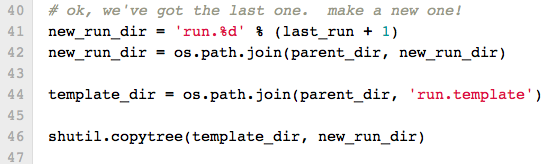 40 # ok, we've got the last one.  make a new one!
41 new_run_dir = 'run.%d' % (last_run + 1)
42 new_run_dir = os.path.join(parent_dir, new_run_dir)
43
44 template_dir = os.path.join(parent_dir, 'run.template')
45
46 shutil.copytree(template_dir, new_run_dir)
47